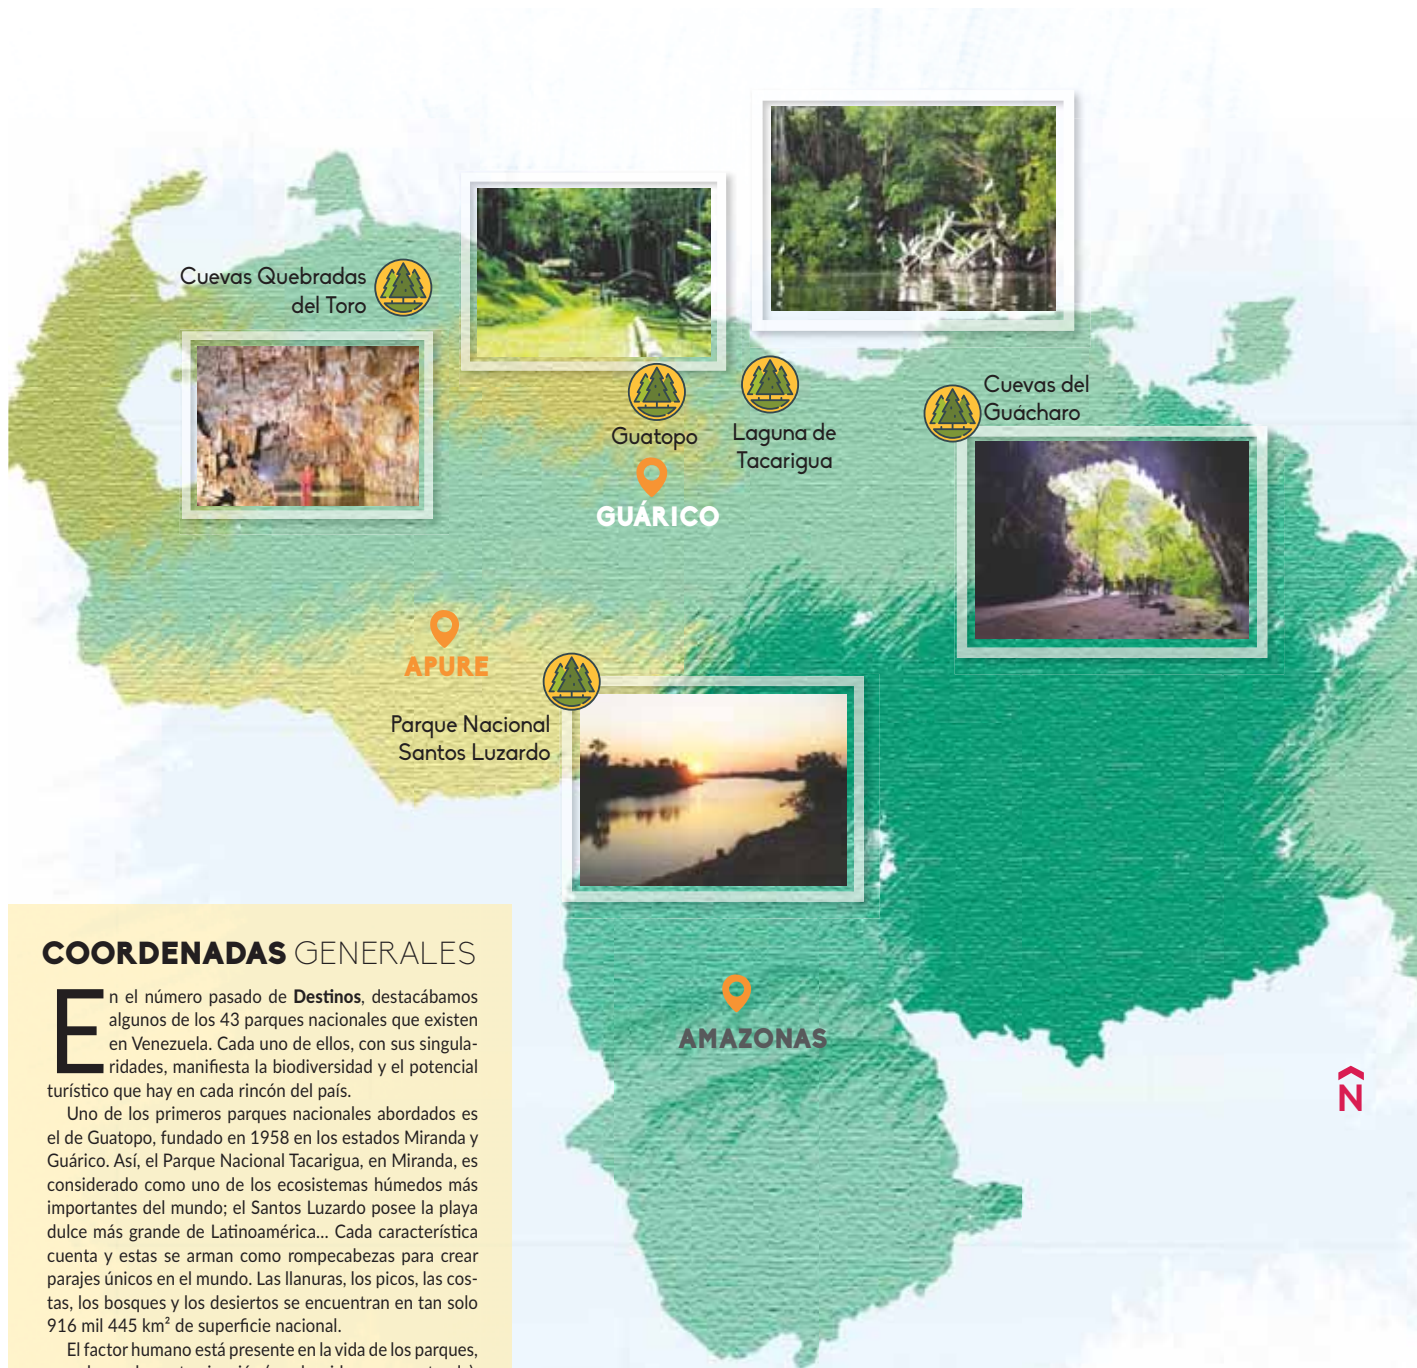 Cuevas Quebradas
del Toro
Guatopo
Laguna de
Tacarigua
Cuevas del
Guácharo
GUÁRICO
APURE
Parque Nacional
Santos Luzardo
AMAZONAS
N
COORDENADAS GENERALES
En el número pasado de Destinos, destacábamos
algunos de los 43 parques nacionales que existen
en Venezuela. Cada uno de ellos, con sus singula-
ridades, manifiesta la biodiversidad y el potencial
turístico que hay en cada rincón del país.
Uno de los primeros parques nacionales abordados es
el de Guatopo, fundado en 1958 en los estados Miranda y
Guárico. Así, el Parque Nacional Tacarigua, en Miranda, es
considerado como uno de los ecosistemas húmedos más
importantes del mundo; el Santos Luzardo posee la playa
dulce más grande de Latinoamérica... Cada característica
cuenta y estas se arman como rompecabezas para crear
parajes únicos en el mundo. Las llanuras, los picos, las cos-
tas, los bosques y los desiertos se encuentran en tan solo
916 mil 445 km² de superficie nacional.
El factor humano está presente en la vida de los parques,